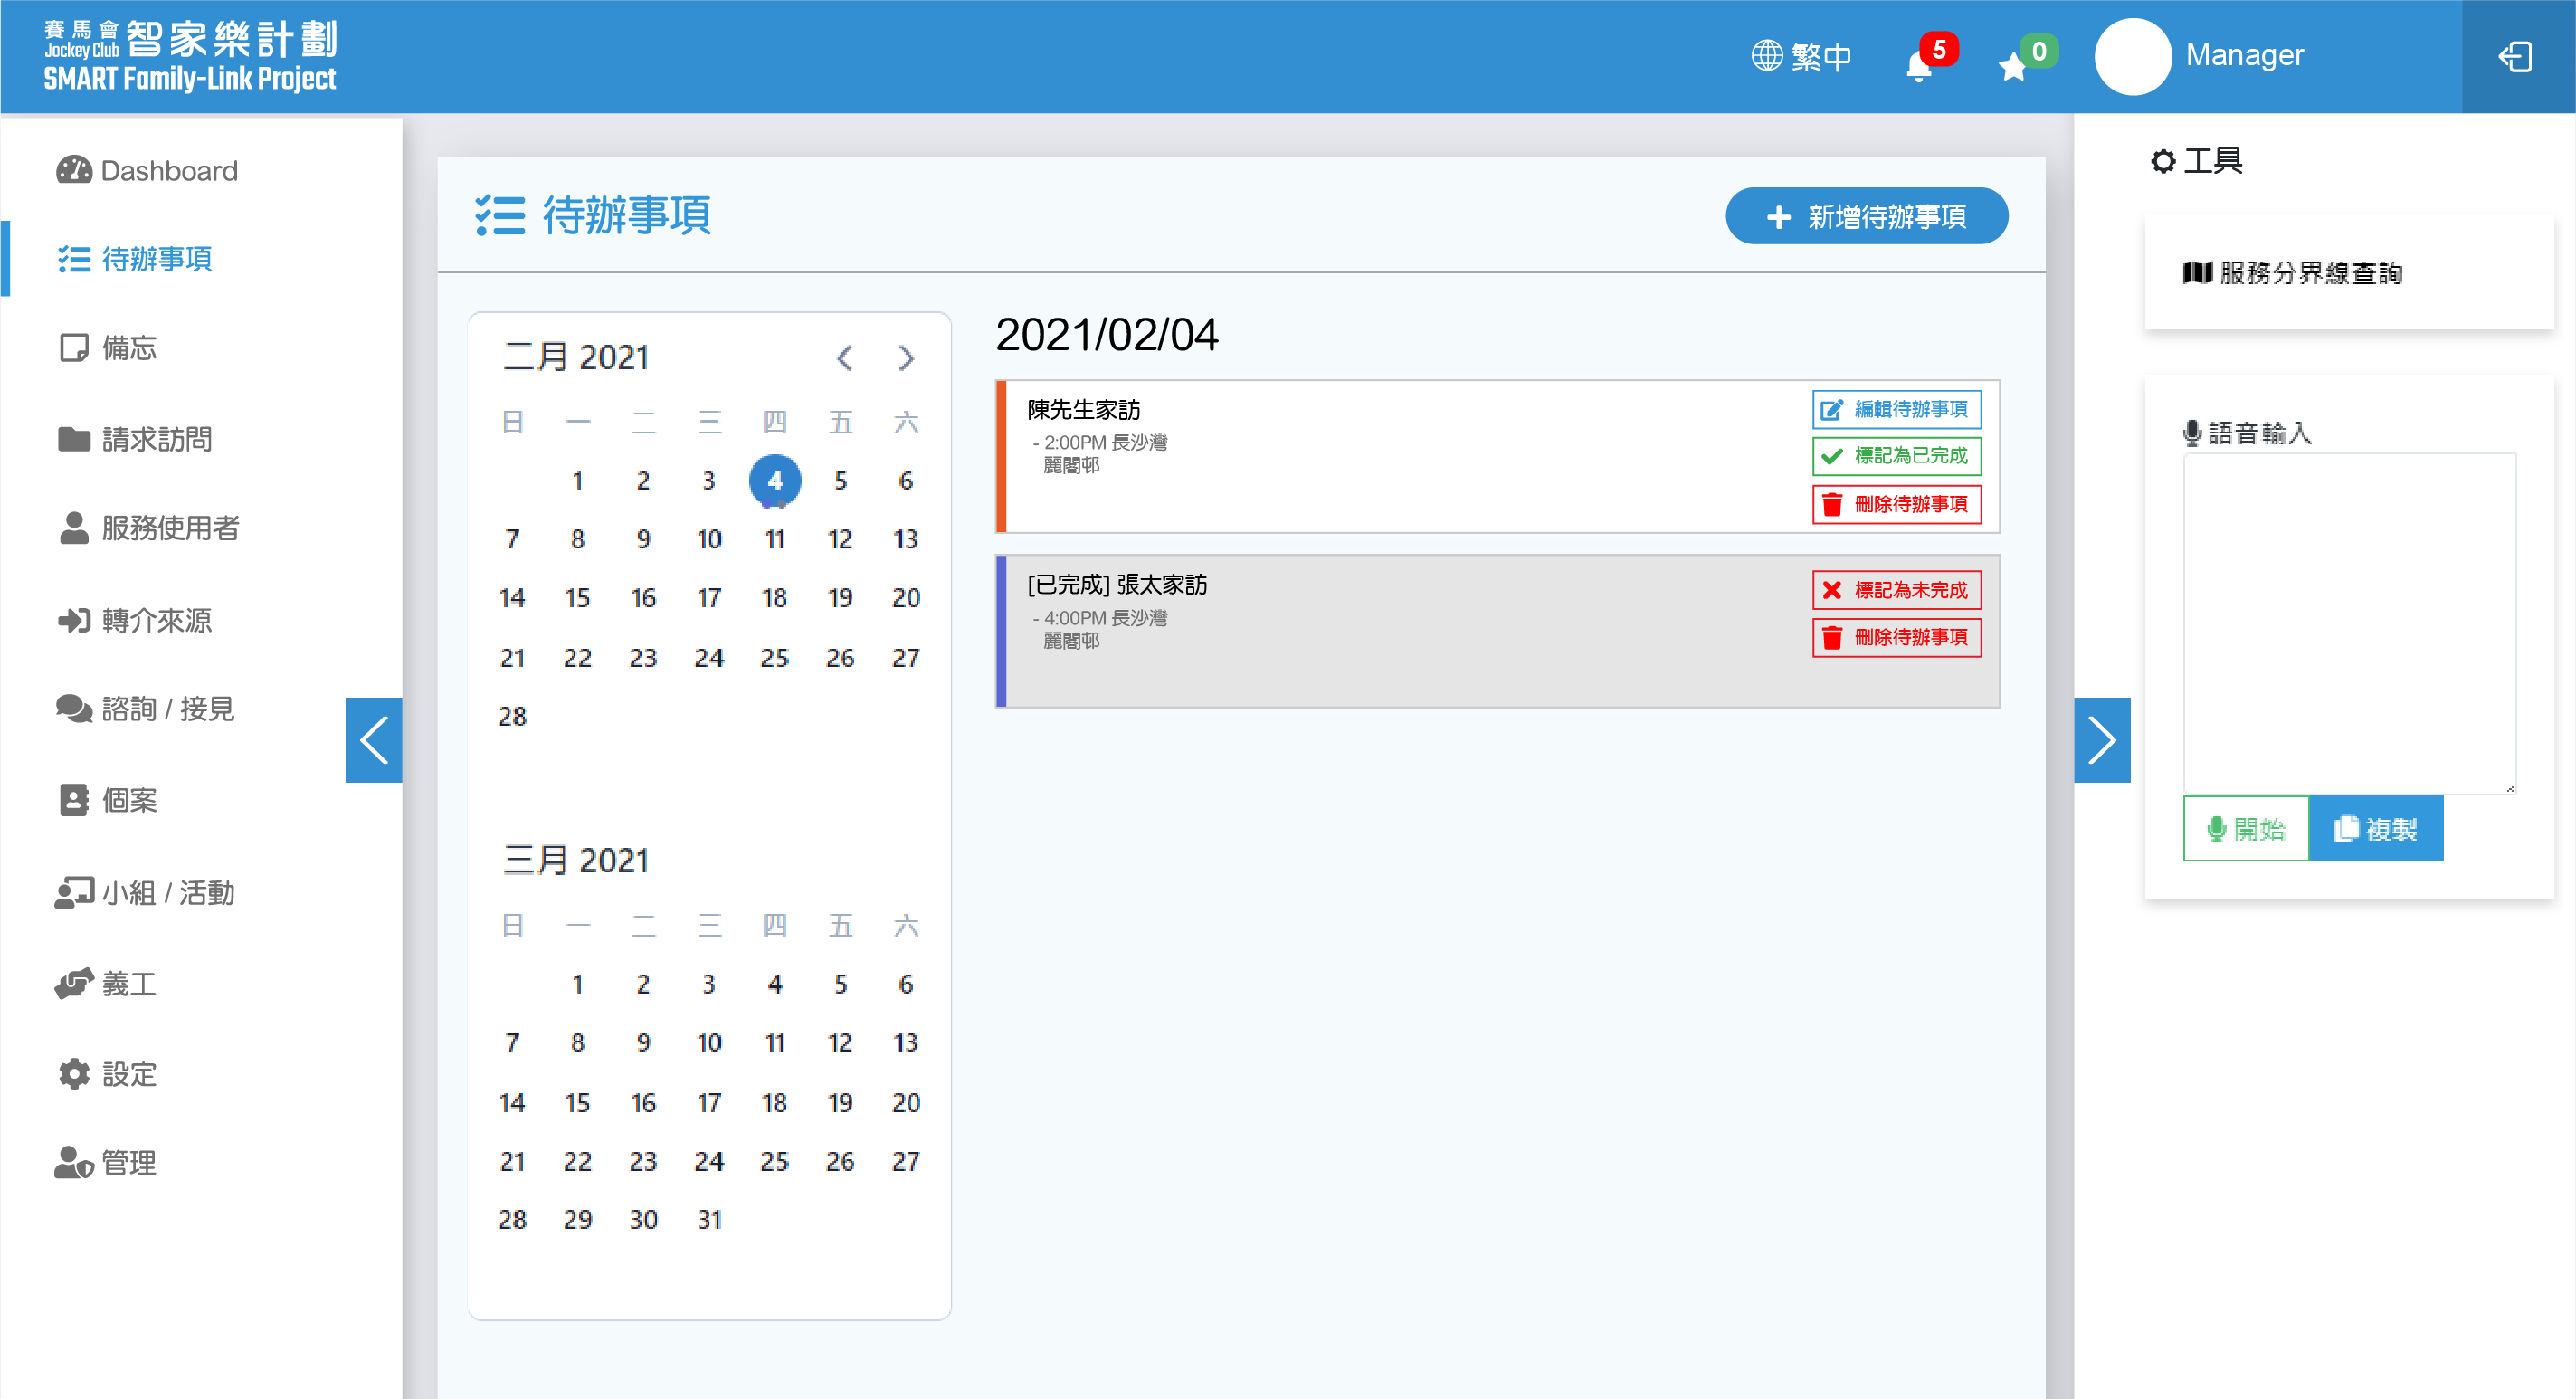 賽馬會 智家樂計劃
Jockey Club
SMART Family-Link Project
繁中
5
0
Manager
Dashboard
待辦事項
備忘
請求訪問
服務使用者
轉介來源
諮詢 / 接見
個案
小組 / 活動
義工
設定
管理
待辦事項
新增待辦事項
二月 2021
日 一 二 三 四 五 六
1 2 3 4 5 6
7 8 9 10 11 12 13
14 15 16 17 18 19 20
21 22 23 24 25 26 27
28
三月 2021
日 一 二 三 四 五 六
1 2 3 4 5 6
7 8 9 10 11 12 13
14 15 16 17 18 19 20
21 22 23 24 25 26 27
28 29 30 31
2021/02/04
陳先生家訪
- 2:00PM 長沙灣
麗閣邨
編輯待辦事項
標記為已完成
刪除待辦事項
[已完成] 張太家訪
- 4:00PM 長沙灣
麗閣邨
標記為未完成
刪除待辦事項
工具
服務分界線查詢
語音輸入
開始
複製